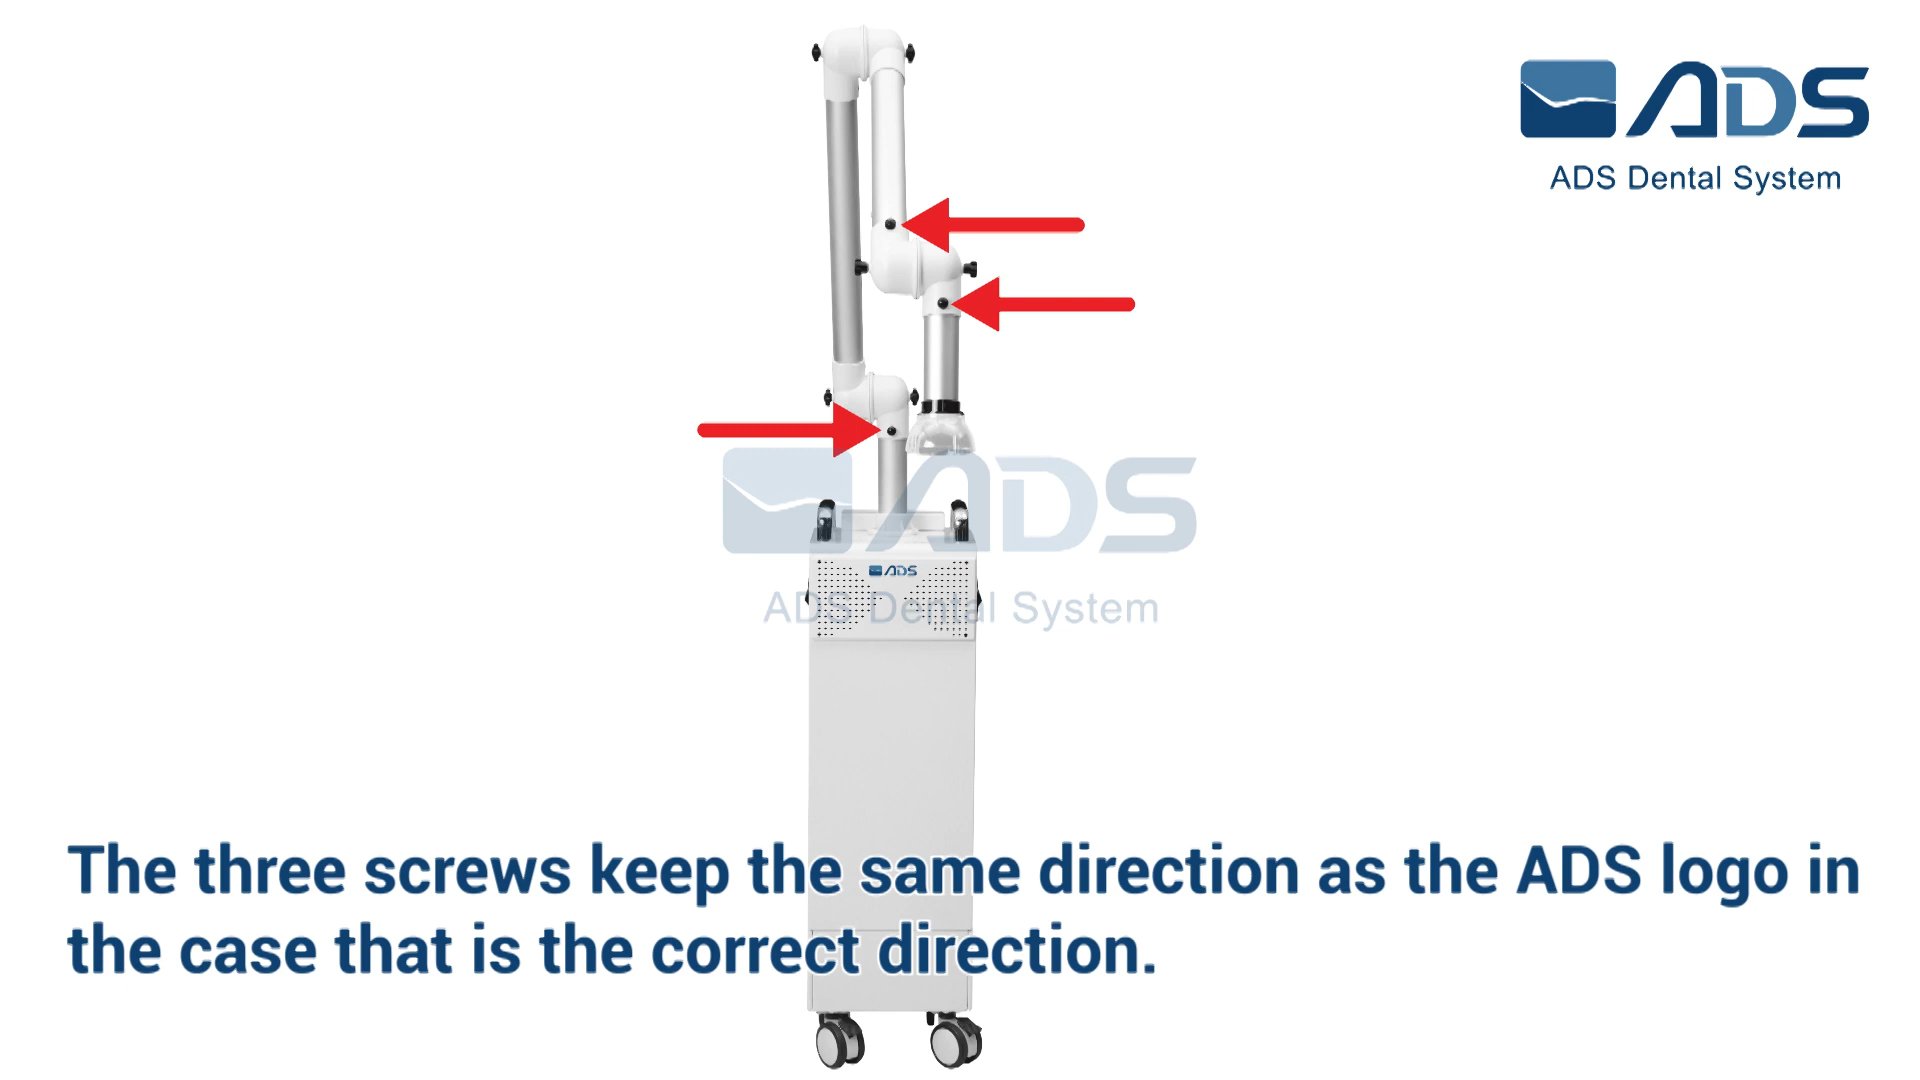 ADS
ADS Dental System
ADS
ADS Dental System
ADS
The three screws keep the same direction as the ADS logo in
the case that is the correct direction.